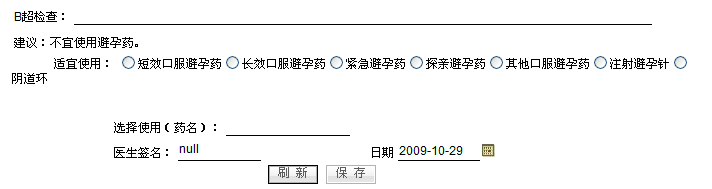 B超检查：
建议：不宜使用避孕药。
适宜使用： 短效口服避孕药 长效口服避孕药 紧急避孕药 探亲避孕药 其他口服避孕药 注射避孕针
阴道环
选择使用（药名）：
医生签名： null 日期 2009-10-29
刷 新 保 存